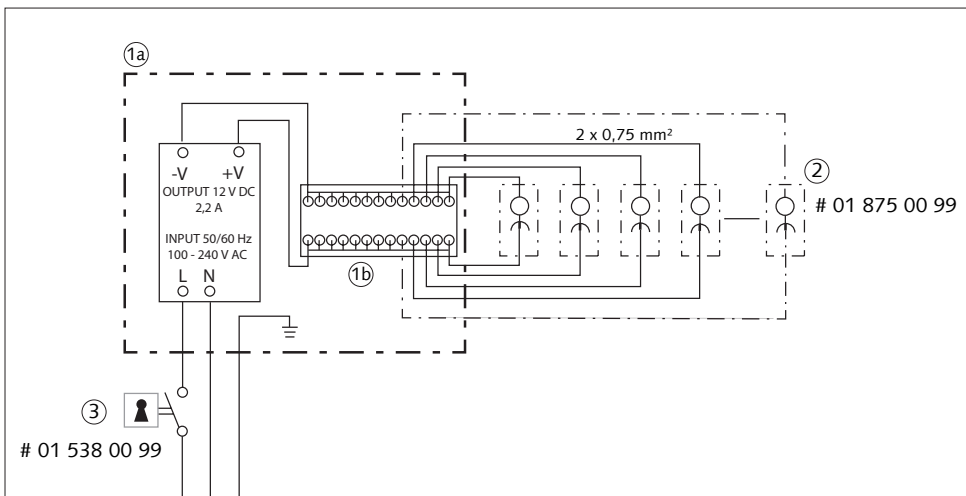 1a
2 x 0,75 mm²
-V +V
OUTPUT 12 V DC
2,2 A
INPUT 50/60 Hz
100 - 240 V AC
L N
1b
2
# 01 875 00 99
3
# 01 538 00 99